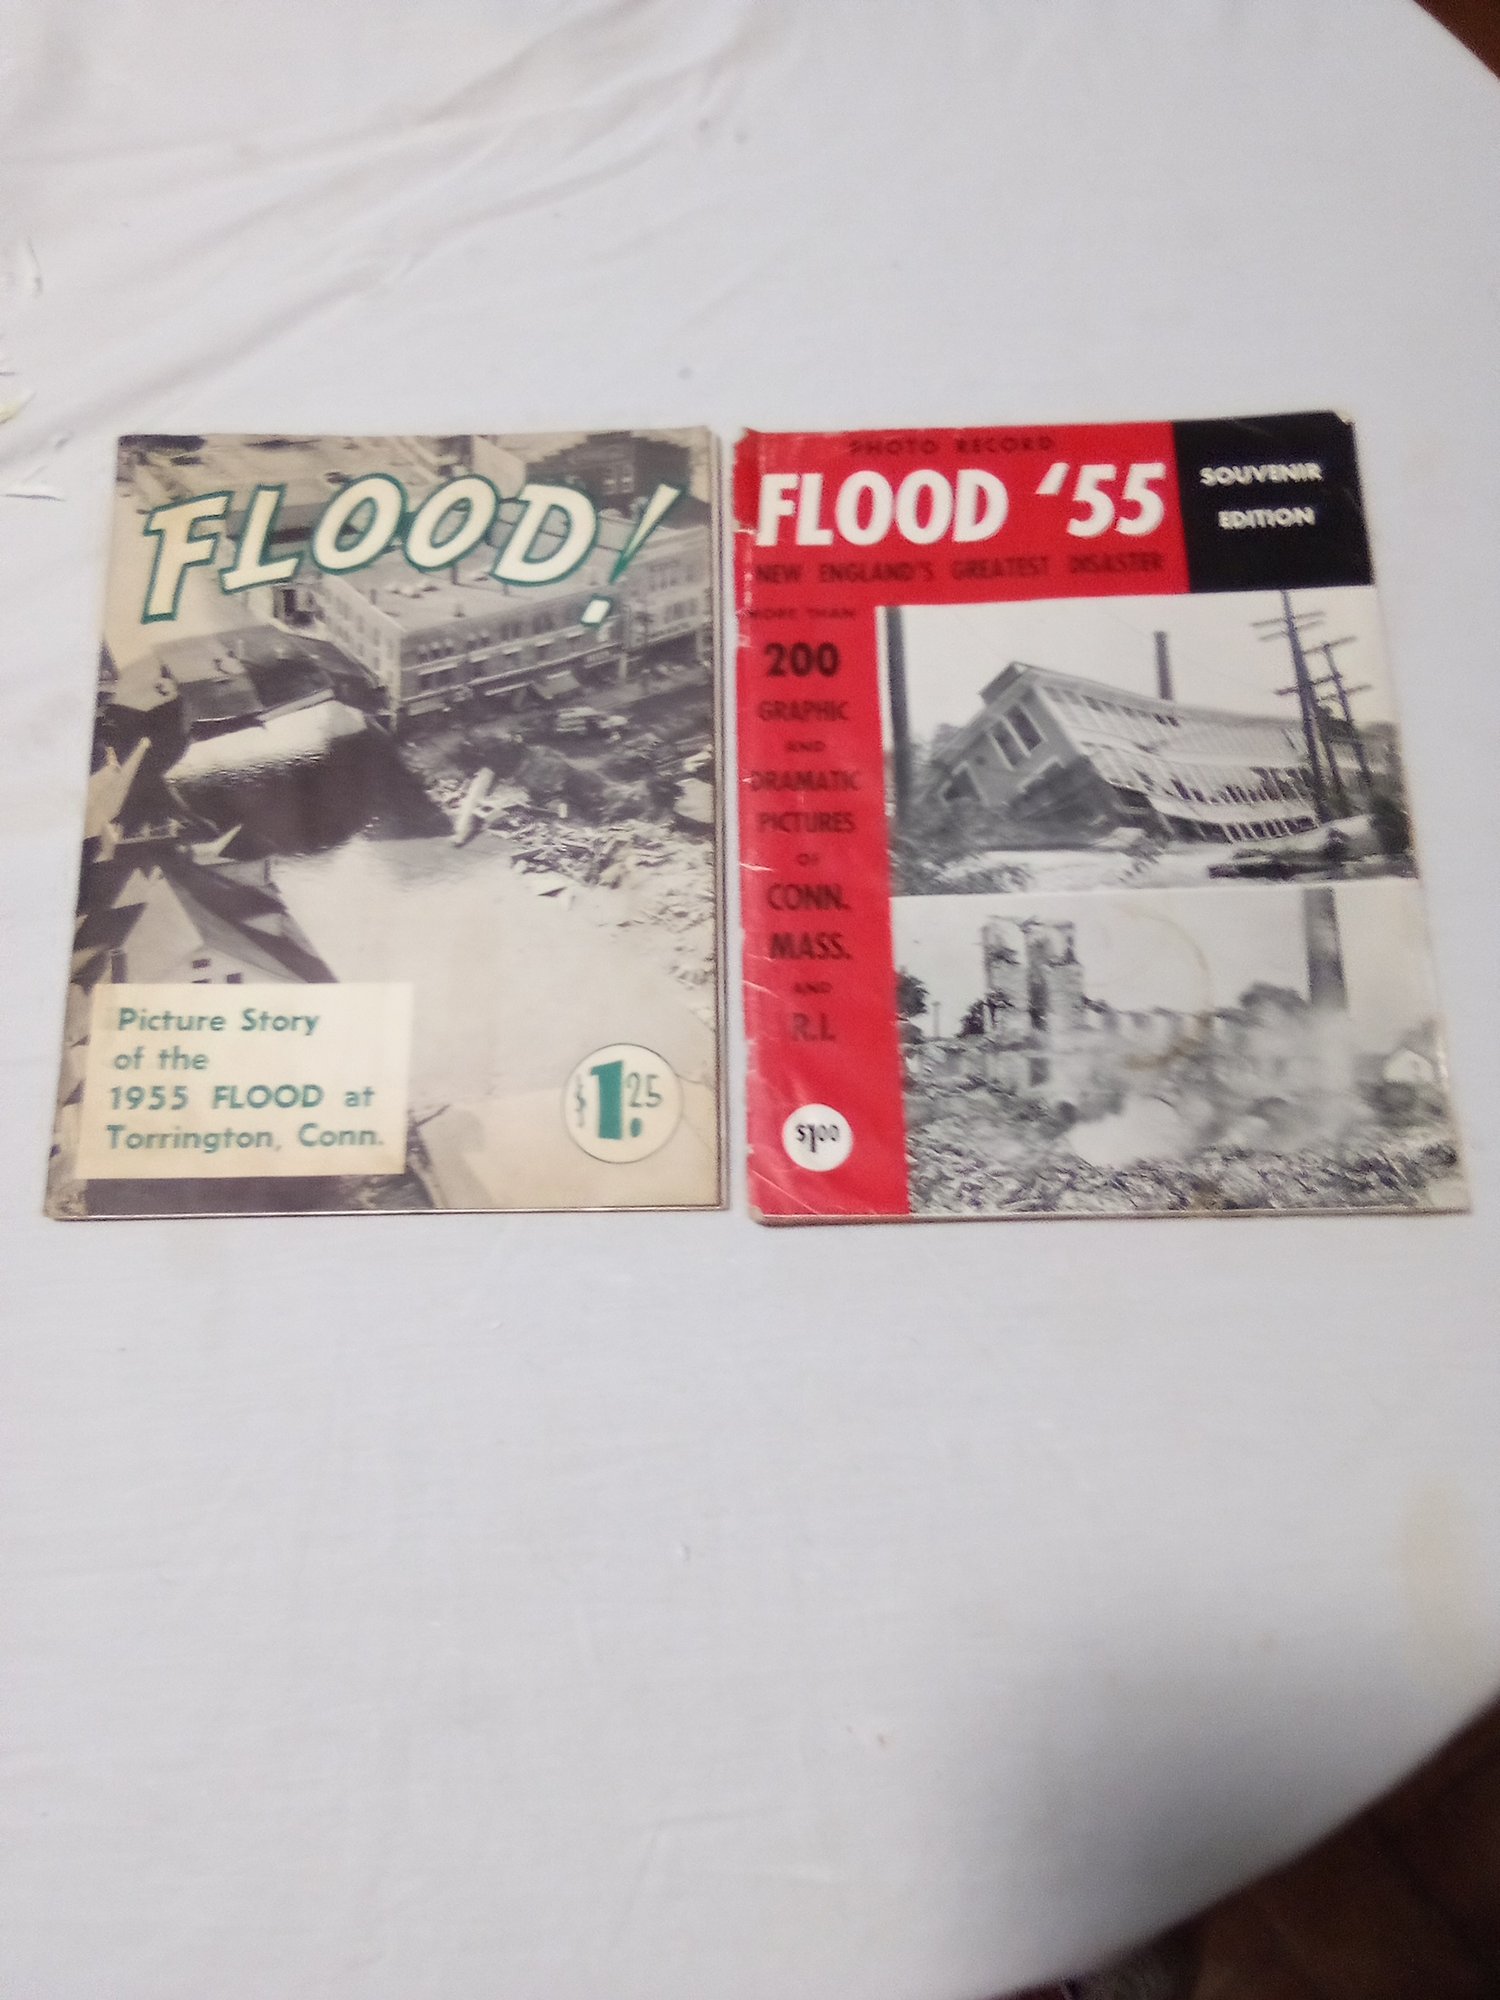 FLOOD!
Picture Story
of the
1955 FLOOD at
Torrington, Conn.
$1.25
PHOTO RECORD
FLOOD '55
NEW ENGLAND'S GREATEST DISASTER
SOUVENIR
EDITION
MORE THAN
200
GRAPHIC
AND
DRAMATIC
PICTURES
OF
CONN.
MASS.
AND
R.I.
$1.00